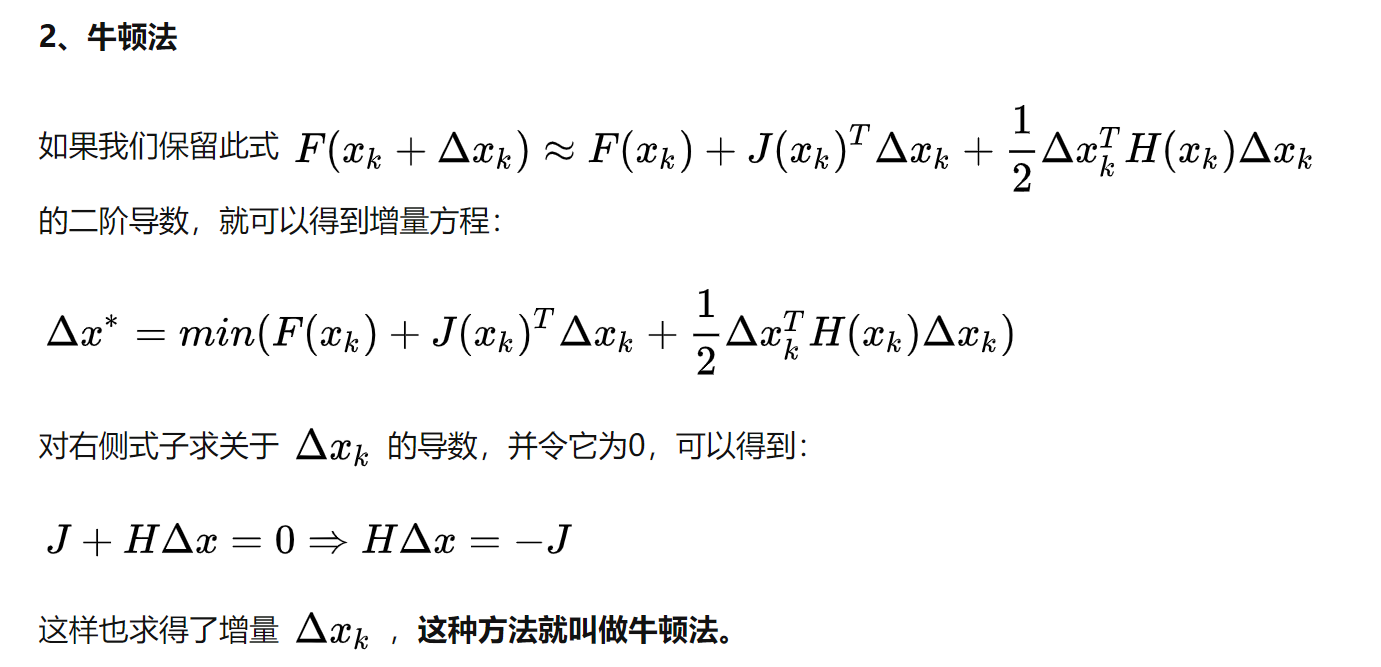 2、牛顿法
如果我们保留此式 $F(x_k + \Delta x_k) \approx F(x_k) + J(x_k)^T \Delta x_k + \frac{1}{2} \Delta x_k^T H(x_k) \Delta x_k$
的二阶导数，就可以得到增量方程：
$\Delta x^* = min(F(x_k) + J(x_k)^T \Delta x_k + \frac{1}{2} \Delta x_k^T H(x_k) \Delta x_k)$
对右侧式子求关于 $\Delta x_k$ 的导数，并令它为0，可以得到：
$J + H \Delta x = 0 \Rightarrow H \Delta x = -J$
这样也求得了增量 $\Delta x_k$ ，这种方法就叫做牛顿法。